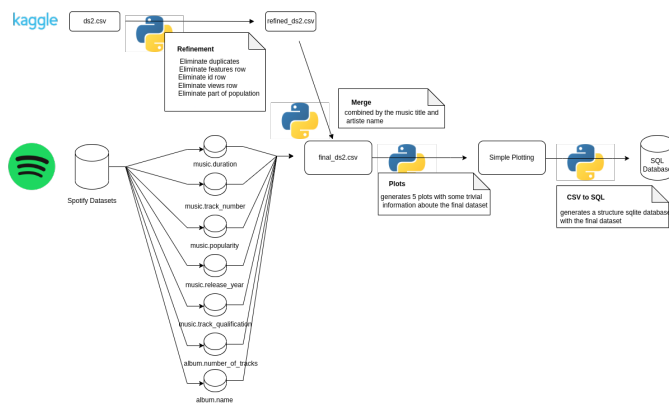 kaggle
ds2.csv
refined_ds2.csv
Refinement
Eliminate duplicates
Eliminate features row
Eliminate id row
Eliminate views row
Eliminate part of population
Merge
combined by the music title and
artiste name
music.duration
final_ds2.csv
Simple Plotting
SQL
Database
Spotify Datasets
music.track_number
Plots
generates 5 plots with some trivial
information aboute the final dataset
CSV to SQL
generates a structure sqlite database
with the final dataset
music.popularity
music.release_year
music.track_qualification
album.number_of_tracks
album.name